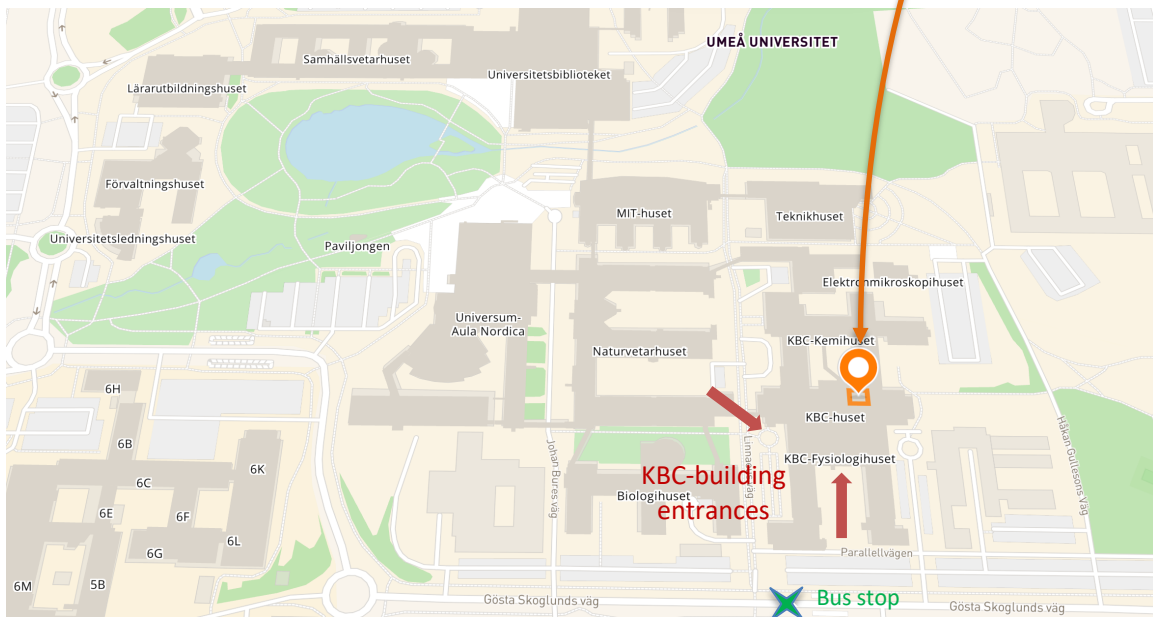 UMEÅ UNIVERSITET
Samhällsvetarhuset
Universitetsbiblioteket
Lärarutbildningshuset
Förvaltningshuset
MIT-huset
Teknikhuset
Universitetsledningshuset
Paviljongen
Elektronmikroskopihuset
Universum-
Aula Nordica
KBC-Kemihuset
Naturvetarhuset
6H
KBC-huset
6B
Johan Bures väg
Håkan Gullesons väg
KBC-Fysiologihuset
6K
6C
KBC-building
entrances
Biologihuset
6E
6F
6L
6G
Parallellvägen
6M
5B
Gösta Skoglunds väg
Bus stop
Gösta Skoglunds väg